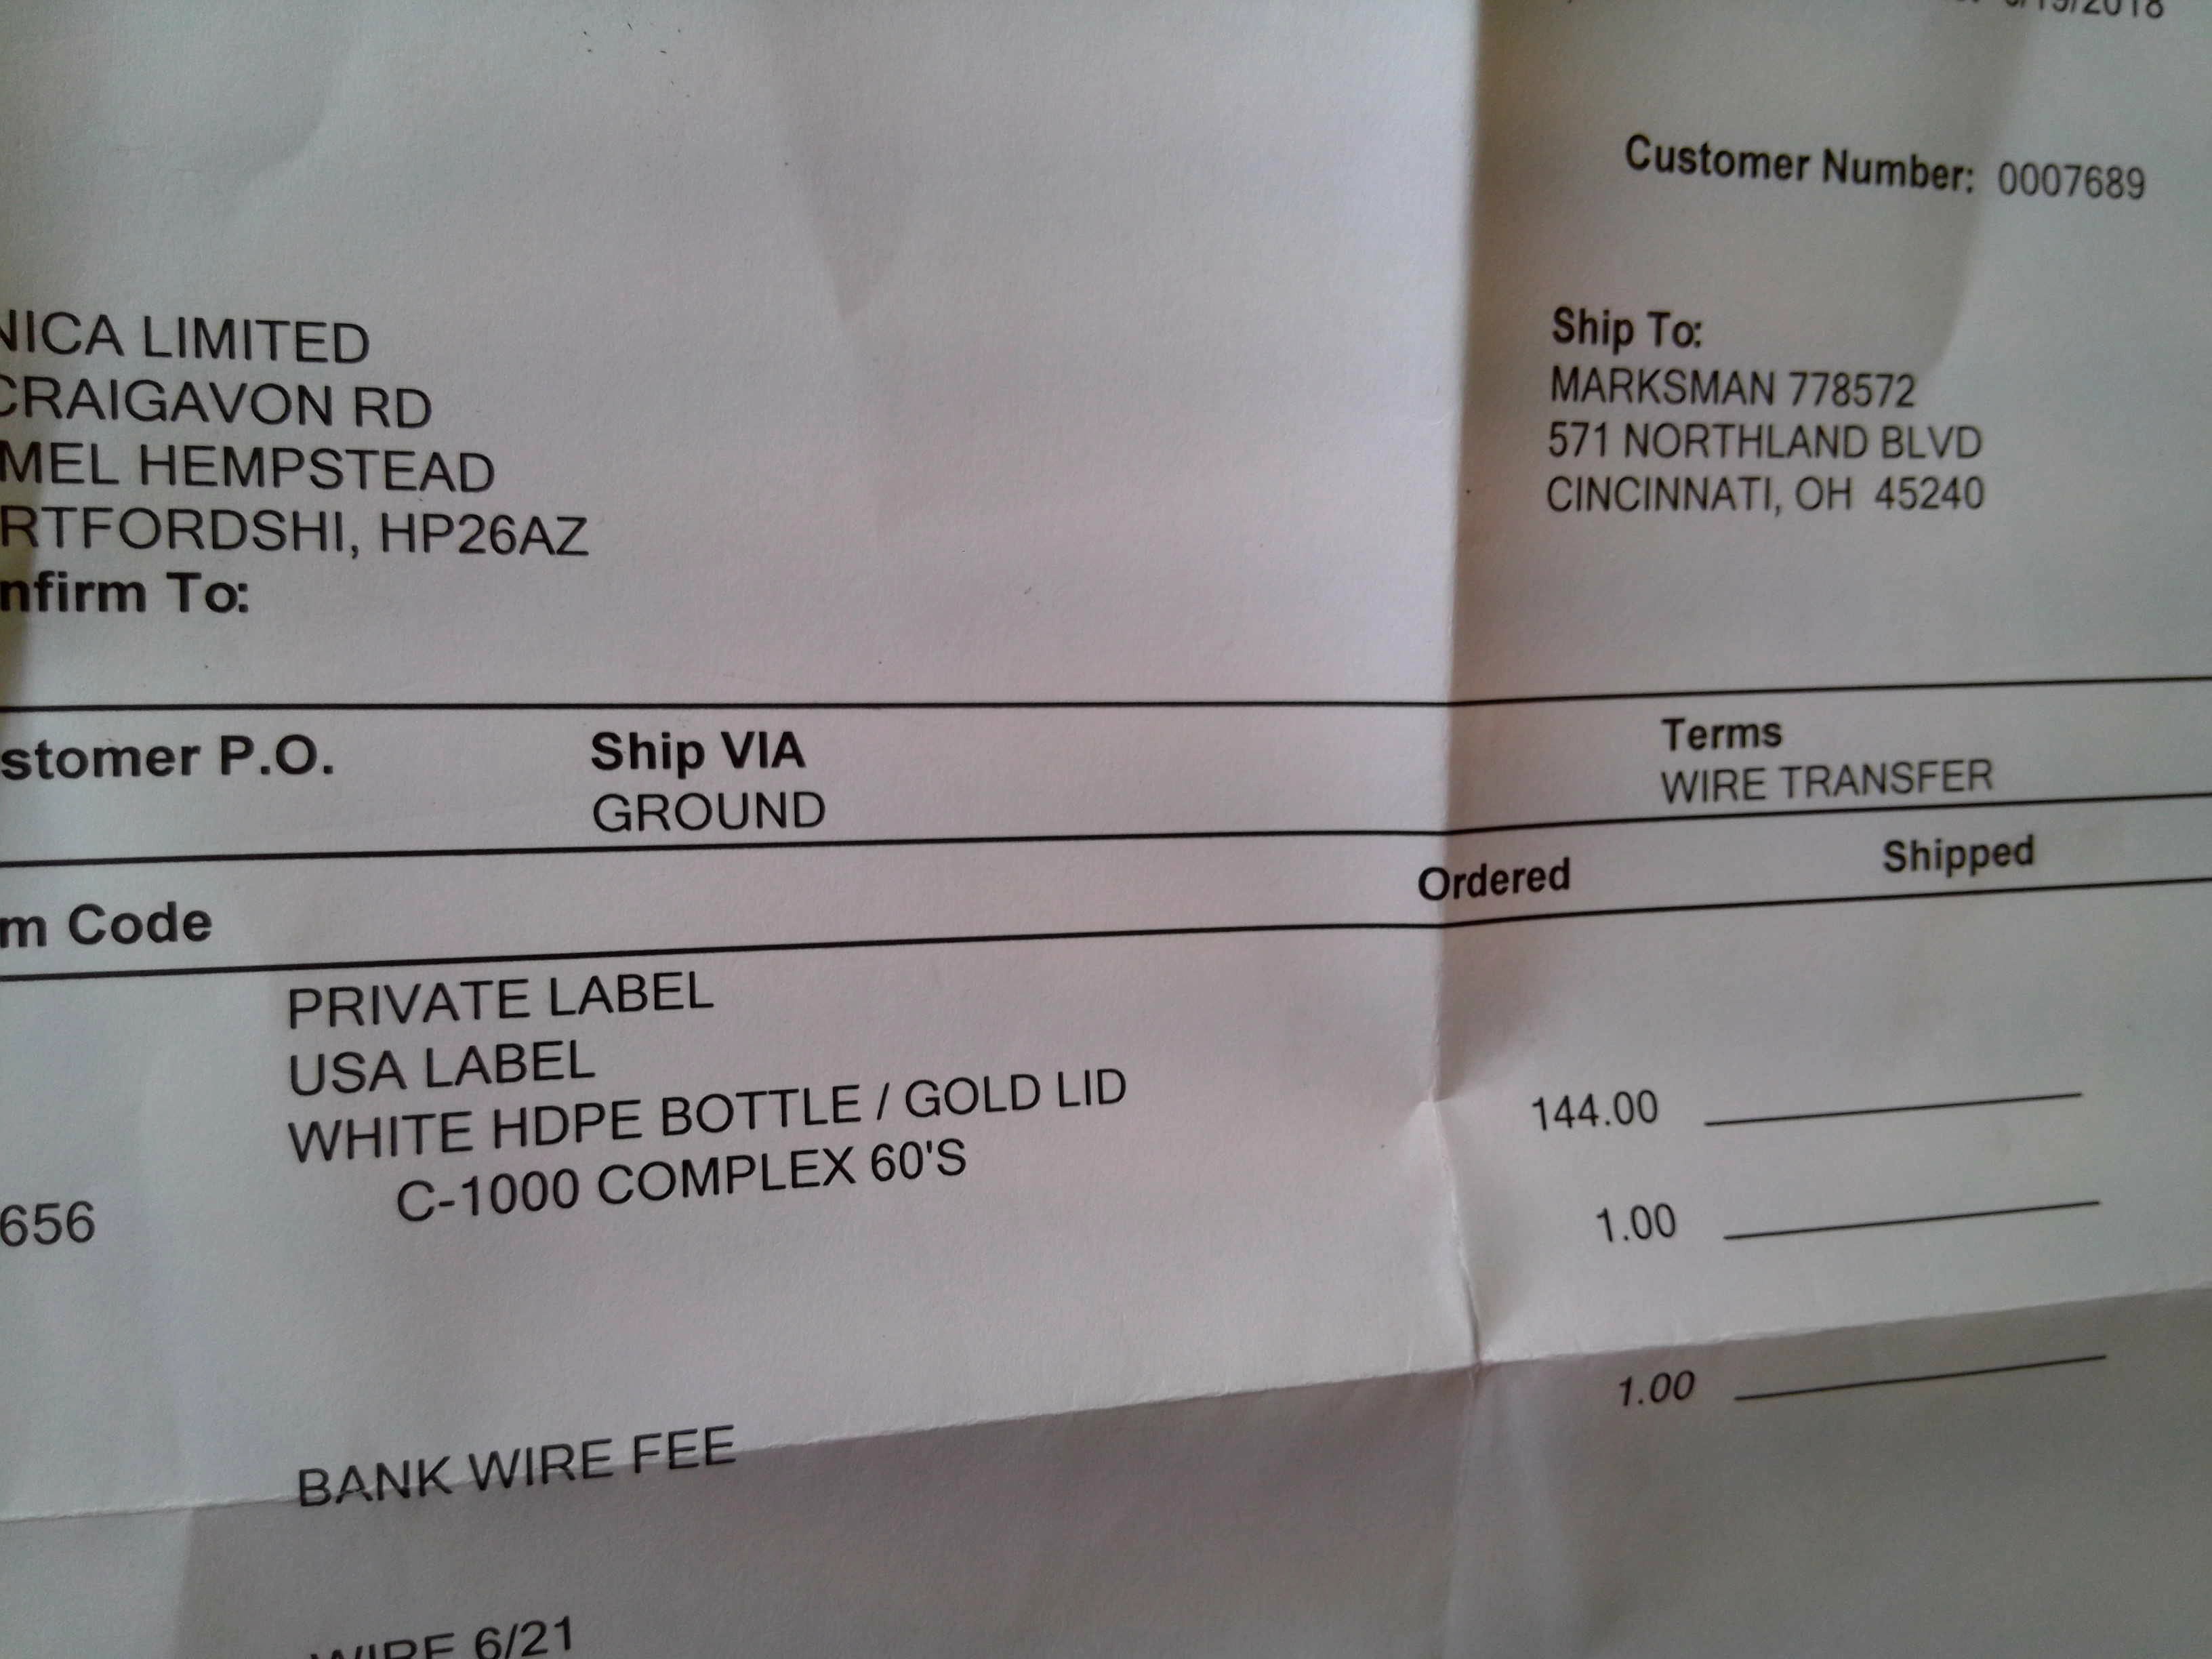 Customer Number: 0007689
NICA LIMITED
CRAIGAVON RD
MEL HEMPSTEAD
RTFORDSHI, HP26AZ
nfirm To:
Ship To:
MARKSMAN 778572
571 NORTHLAND BLVD
CINCINNATI, OH 45240
stomer P.O. Ship VIA Terms
GROUND WIRE TRANSFER
m Code Ordered Shipped
PRIVATE LABEL
USA LABEL
WHITE HDPE BOTTLE / GOLD LID 144.00
656 C-1000 COMPLEX 60'S 1.00
BANK WIRE FEE 1.00
WIRE 6/21